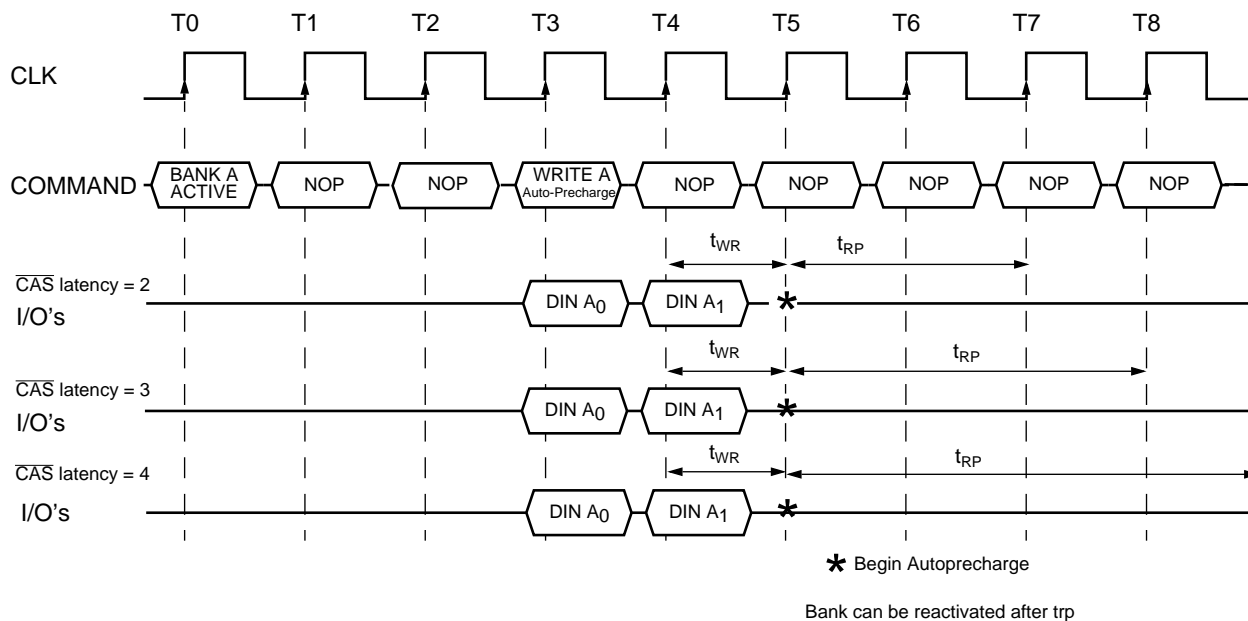 T0 T1 T2 T3 T4 T5 T6 T7 T8
CLK
COMMAND
BANK A
ACTIVE
NOP
NOP
WRITE A
Auto-Precharge
NOP
NOP
NOP
NOP
NOP
tWR
tRP
CAS latency = 2
I/O's
DIN A0
DIN A1
*
tWR
tRP
CAS latency = 3
I/O's
DIN A0
DIN A1
*
tWR
tRP
CAS latency = 4
I/O's
DIN A0
DIN A1
*
* Begin Autoprecharge
Bank can be reactivated after trp